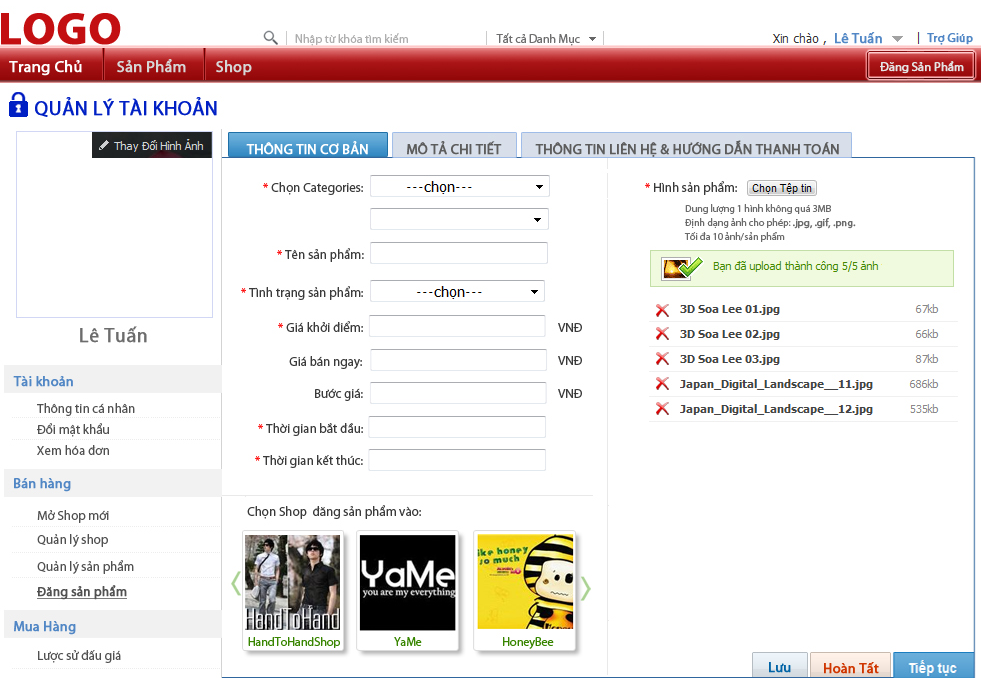 LOGO
Nhập từ khóa tìm kiếm
Tất cả Danh Mục
Xin chào , Lê Tuấn | Trợ Giúp
Trang Chủ
Sản Phẩm
Shop
Đăng Sản Phẩm
QUẢN LÝ TÀI KHOẢN
Thay Đổi Hình Ảnh
Lê Tuấn
Tài khoản
Thông tin cá nhân
Đổi mật khẩu
Xem hóa đơn
Bán hàng
Mở Shop mới
Quản lý shop
Quản lý sản phẩm
Đăng sản phẩm
Mua Hàng
Lược sử đấu giá
THÔNG TIN CƠ BẢN
MÔ TẢ CHI TIẾT
THÔNG TIN LIÊN HỆ & HƯỚNG DẪN THANH TOÁN
* Chọn Categories: ---chọn---
* Tên sản phẩm:
* Tình trạng sản phẩm: ---chọn---
* Giá khởi điểm: VNĐ
Giá bán ngay: VNĐ
Bước giá: VNĐ
* Thời gian bắt đầu:
* Thời gian kết thúc:
Chọn Shop đăng sản phẩm vào:
HandToHand
HandToHandShop
YaMe
you are my everything
YaMe
like honey
so much
HoneyBee
* Hình sản phẩm: Chọn Tệp tin
Dung lượng 1 hình không quá 3MB
Định dạng ảnh cho phép: .jpg, .gif, .png.
Tối đa 10 ảnh/sản phẩm
Bạn đã upload thành công 5/5 ảnh
3D Soa Lee 01.jpg 67kb
3D Soa Lee 02.jpg 66kb
3D Soa Lee 03.jpg 87kb
Japan_Digital_Landscape__11.jpg 686kb
Japan_Digital_Landscape__12.jpg 535kb
Lưu
Hoàn Tất
Tiếp tục